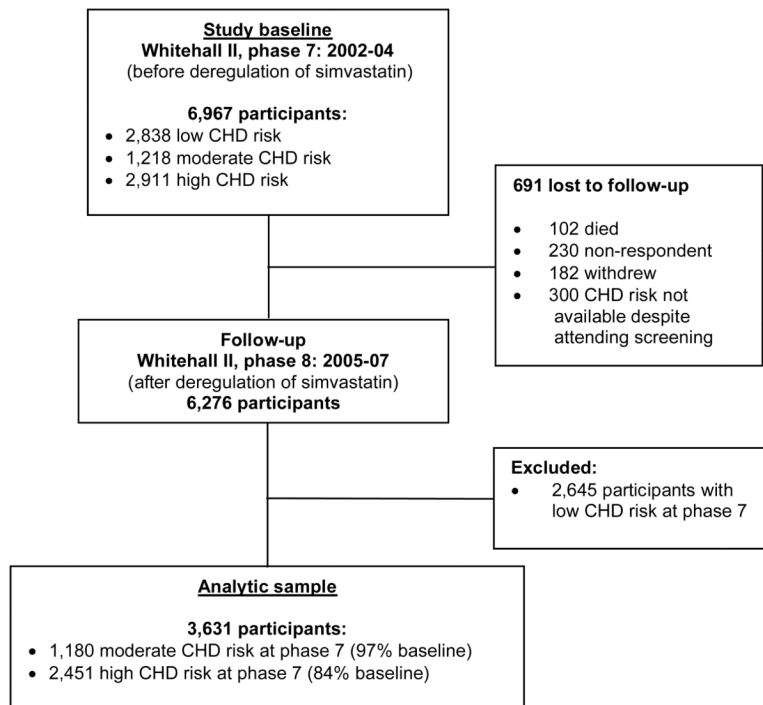 Study baseline
Whitehall II, phase 7: 2002-04
(before deregulation of simvastatin)
6,967 participants:
• 2,838 low CHD risk
• 1,218 moderate CHD risk
• 2,911 high CHD risk
691 lost to follow-up
• 102 died
• 230 non-respondent
• 182 withdrew
• 300 CHD risk not
available despite
attending screening
Follow-up
Whitehall II, phase 8: 2005-07
(after deregulation of simvastatin)
6,276 participants
Excluded:
• 2,645 participants with
low CHD risk at phase 7
Analytic sample
3,631 participants:
• 1,180 moderate CHD risk at phase 7 (97% baseline)
• 2,451 high CHD risk at phase 7 (84% baseline)